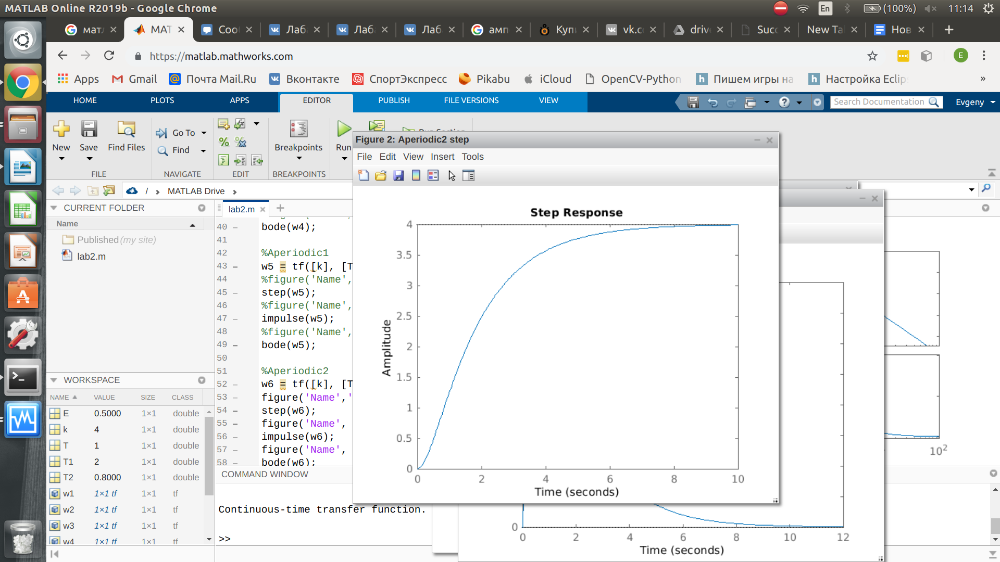 MATLAB Online R2019b - Google Chrome
En (100%) 11:14
мат MAT Соо Лаб Лаб Лаб амп Куп vk.c driv Succ New Ta Нов
https://matlab.mathworks.com
E
Apps Gmail Почта Mail.Ru Вконтакте СпортЭкспресс Pikabu iCloud OpenCV-Python Пишем игры на Настройка Eclip »
HOME PLOTS APPS EDITOR PUBLISH FILE VERSIONS VIEW
Search Documentation Evgeny
New Save Find Files Go To Find Breakpoints Run Run Section
FILE NAVIGATE EDIT BREAKPOINTS
/ › MATLAB Drive ›
CURRENT FOLDER
Name
Published (my site)
lab2.m
WORKSPACE
NAME VALUE SIZE CLASS
E 0.5000 1×1 double
k 4 1×1 double
T 1 1×1 double
T1 2 1×1 double
T2 0.8000 1×1 double
w1 1×1 tf 1×1 tf
w2 1×1 tf 1×1 tf
w3 1×1 tf 1×1 tf
w4 1×1 tf 1×1 tf
lab2.m
40 – bode(w4);
41
42 %Aperiodic1
43 – w5 = tf([k], [T
44 %figure('Name',
45 – step(w5);
46 %figure('Name',
47 – impulse(w5);
48 %figure('Name',
49 – bode(w5);
50
51 %Aperiodic2
52 – w6 = tf([k], [T
53 – figure('Name','
54 – step(w6);
55 – figure('Name',
56 – impulse(w6);
57 – figure('Name',
58 – bode(w6);
COMMAND WINDOW
Continuous-time transfer function.
>>
Figure 2: Aperiodic2 step
File Edit View Insert Tools
Step Response
Amplitude
4
3.5
3
2.5
2
1.5
1
0.5
0
0 2 4 6 8 10
Time (seconds)
0
0 2 4 6 8 10 12
Time (seconds)
10²